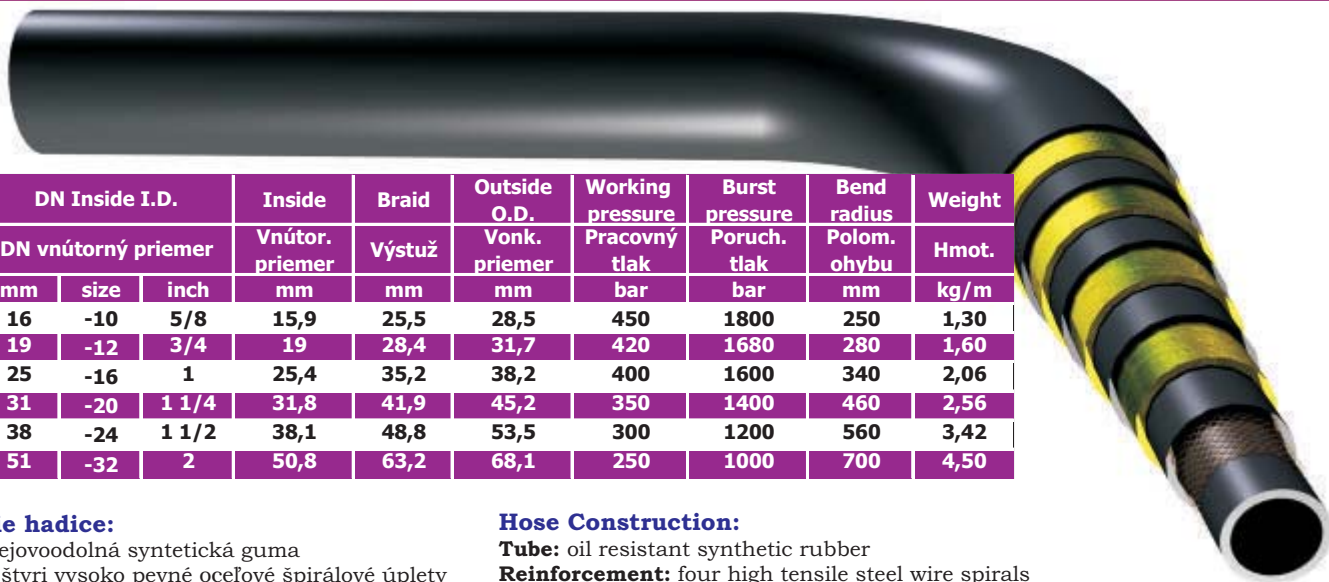 DN Inside I.D. Inside Braid Outside O.D. Working pressure Burst pressure Bend radius Weight
DN vnútorný priemer Vnútor. priemer Výstuž Vonk. priemer Pracovný tlak Poruch. tlak Polom. ohybu Hmot.
mm size inch mm mm mm bar bar mm kg/m
16 -10 5/8 15,9 25,5 28,5 450 1800 250 1,30
19 -12 3/4 19 28,4 31,7 420 1680 280 1,60
25 -16 1 25,4 35,2 38,2 400 1600 340 2,06
31 -20 1 1/4 31,8 41,9 45,2 350 1400 460 2,56
38 -24 1 1/2 38,1 48,8 53,5 300 1200 560 3,42
51 -32 2 50,8 63,2 68,1 250 1000 700 4,50
hadice:
syntetická guma
štyri vysoko pevné oceľové špirálové úplety
Hose Construction:
Tube: oil resistant synthetic rubber
Reinforcement: four high tensile steel wire spirals